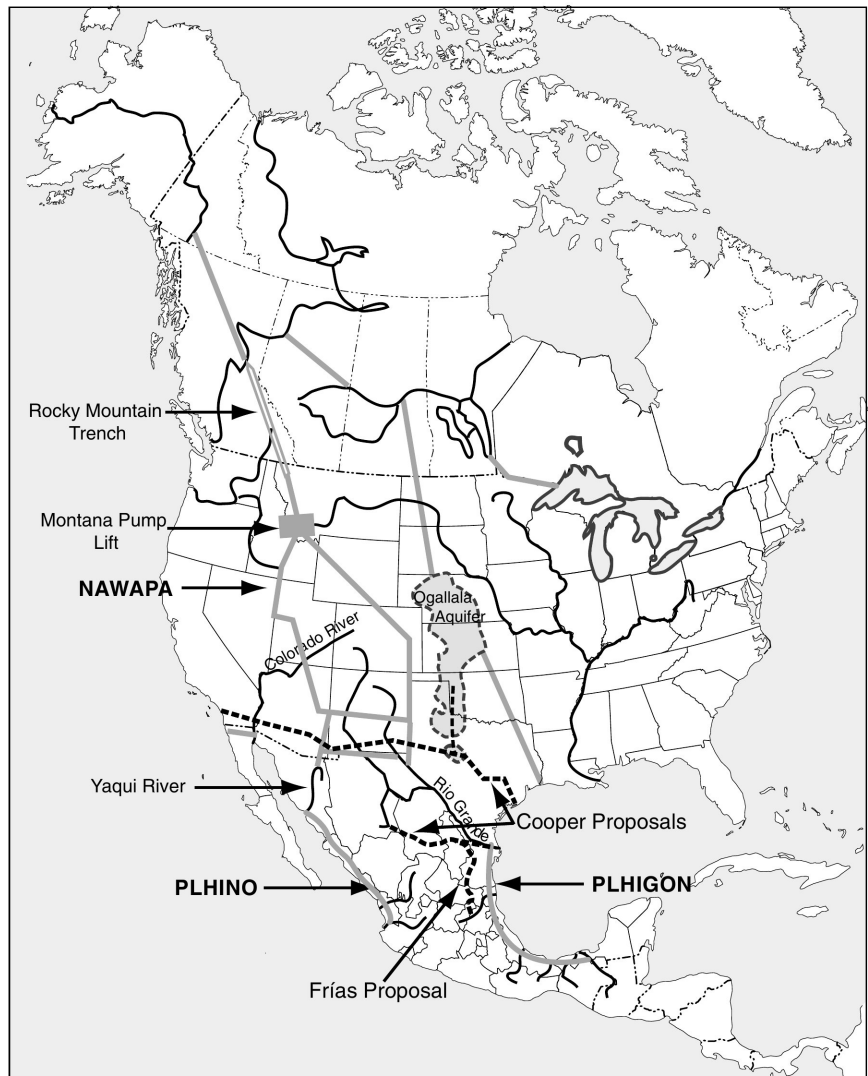 Rocky Mountain
Trench
Montana Pump
Lift
NAWAPA
Ogallala
Aquifer
Colorado River
Yaqui River
Rio Grande
Cooper Proposals
PLHINO
PLHIGON
Frías Proposal